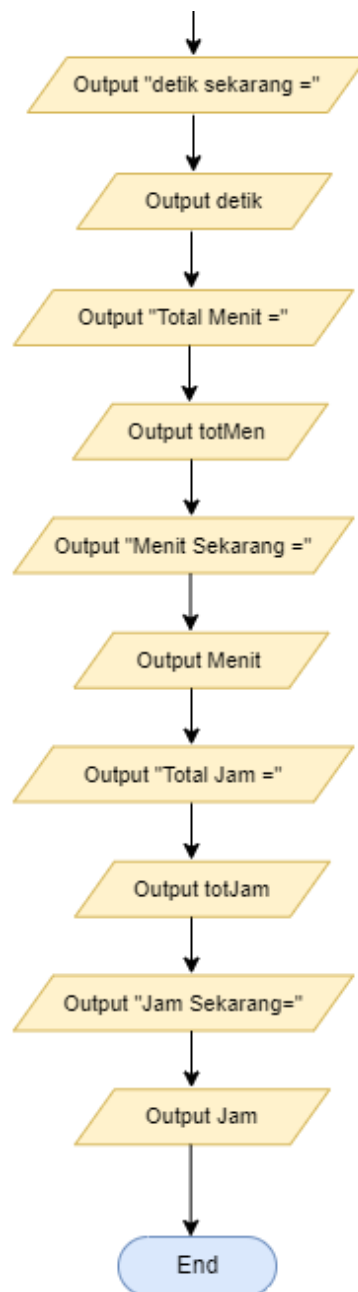 Output "detik sekarang ="
Output detik
Output "Total Menit ="
Output totMen
Output "Menit Sekarang ="
Output Menit
Output "Total Jam ="
Output totJam
Output "Jam Sekarang="
Output Jam
End